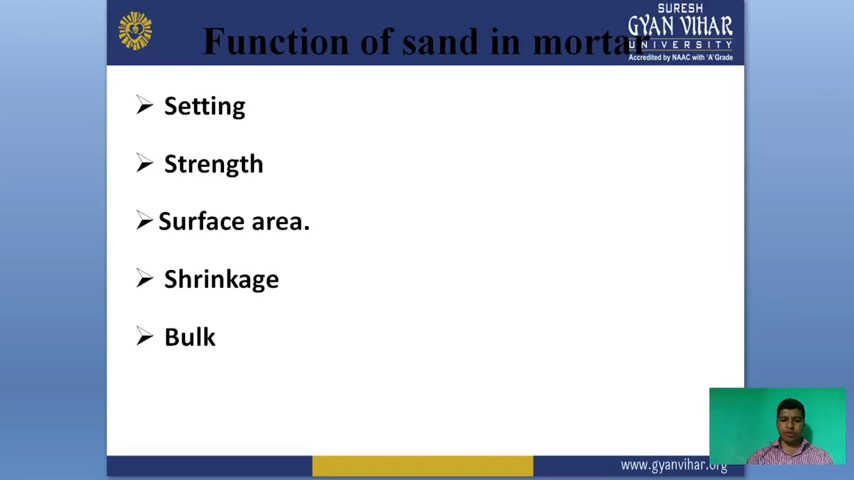 SURESH
GYAN VIHAR
UNIVERSITY
Accredited by NAAC with 'A' Grade
Function of sand in mortar
➢ Setting
➢ Strength
➢ Surface area.
➢ Shrinkage
➢ Bulk
www.gyanvihar.org